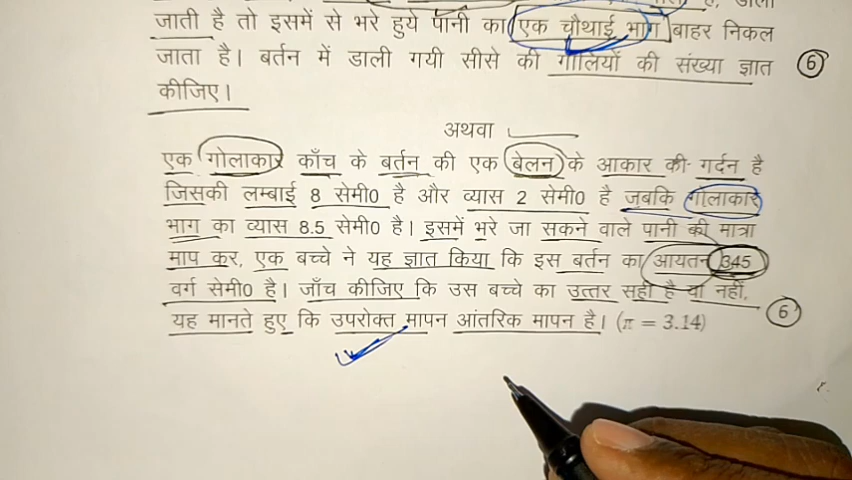 जाती है तो इसमें से भरे हुये पानी का एक चौथाई भाग बाहर निकल
जाता है। बर्तन में डाली गयी सीसे की गोलियों की संख्या ज्ञात 6
कीजिए।
अथवा
एक गोलाकार काँच के बर्तन की एक बेलन के आकार की गर्दन है
जिसकी लम्बाई 8 सेमी0 है और व्यास 2 सेमी0 है जबकि गोलाकार
भाग का व्यास 8.5 सेमी0 है। इसमें भरे जा सकने वाले पानी की मात्रा
माप कर, एक बच्चे ने यह ज्ञात किया कि इस बर्तन का आयतन 345
वर्ग सेमी0 है। जाँच कीजिए कि उस बच्चे का उत्तर सही है या नहीं,
यह मानते हुए कि उपरोक्त मापन आंतरिक मापन है। (π = 3.14) 6